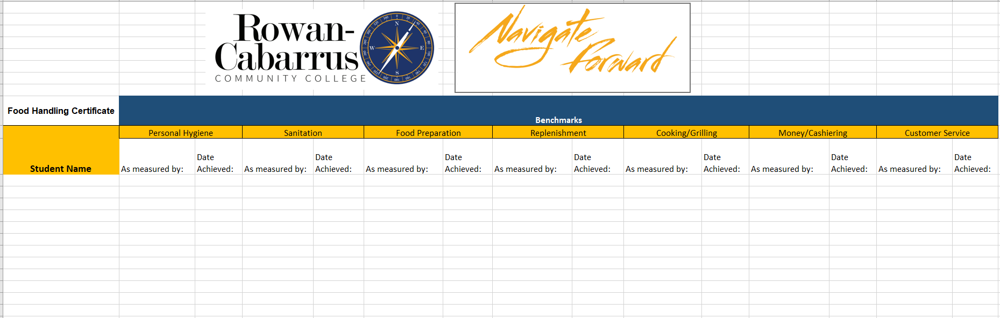 Rowan-
Cabarrus
COMMUNITY COLLEGE
N
E
S
W
Navigate
Forward
Food Handling Certificate
Benchmarks
Student Name
Personal Hygiene
Sanitation
Food Preparation
Replenishment
Cooking/Grilling
Money/Cashiering
Customer Service
As measured by:
Date
Achieved:
As measured by:
Date
Achieved:
As measured by:
Date
Achieved:
As measured by:
Date
Achieved:
As measured by:
Date
Achieved:
As measured by:
Date
Achieved:
As measured by:
Date
Achieved: